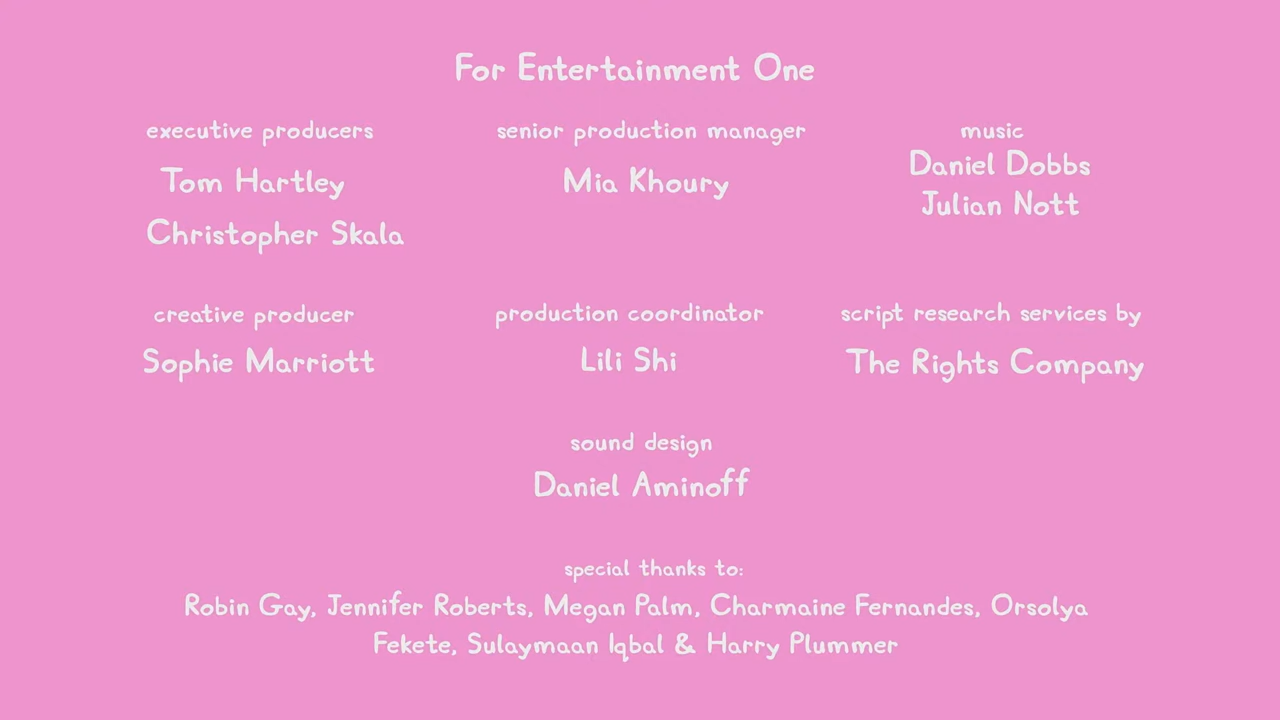 For Entertainment One
executive producers
Tom Hartley
Christopher Skala
senior production manager
Mia Khoury
music
Daniel Dobbs
Julian Nott
creative producer
Sophie Marriott
production coordinator
Lili Shi
script research services by
The Rights Company
sound design
Daniel Aminoff
special thanks to:
Robin Gay, Jennifer Roberts, Megan Palm, Charmaine Fernandes, Orsolya
Fekete, Sulaymaan Iqbal & Harry Plummer